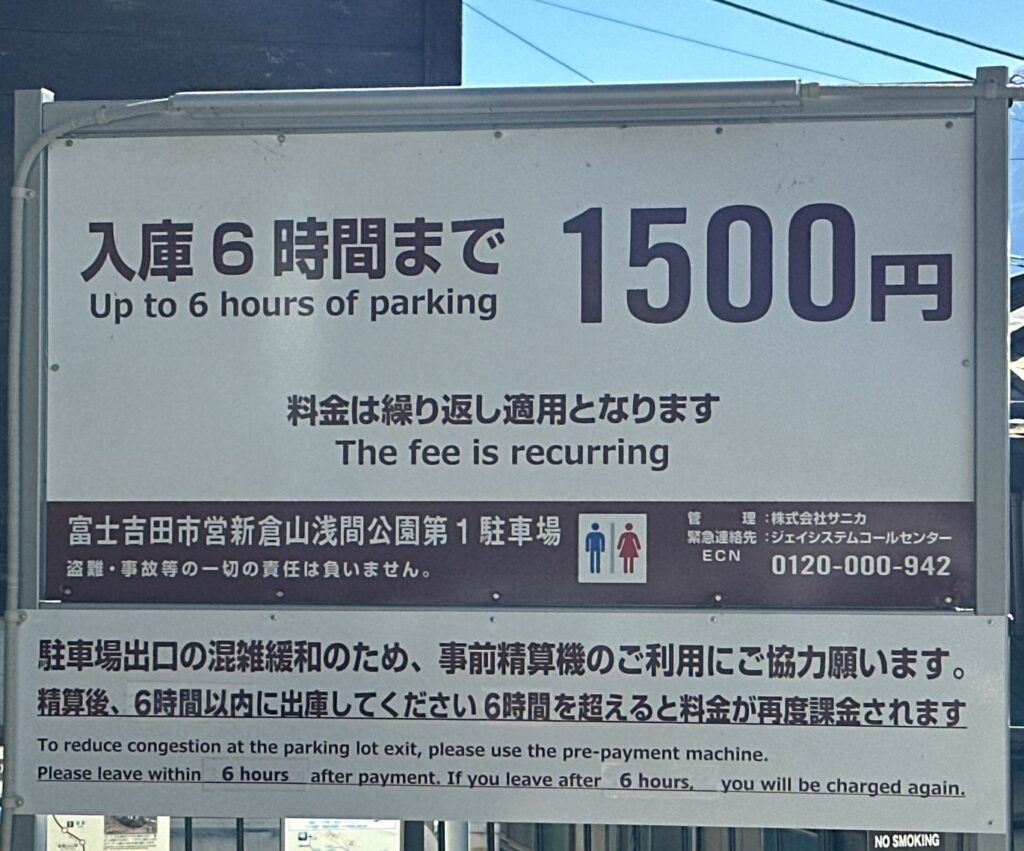 入庫6時間まで 1500円
Up to 6 hours of parking
料金は繰り返し適用となります
The fee is recurring
富士吉田市営新倉山浅間公園第1駐車場
盗難・事故等の一切の責任は負いません。
管　　理:株式会社サニカ
緊急連絡先:ジェイシステムコールセンター
ECN 0120-000-942
駐車場出口の混雑緩和のため、事前精算機のご利用にご協力願います。
精算後、6時間以内に出庫してください 6時間を超えると料金が再度課金されます
To reduce congestion at the parking lot exit, please use the pre-payment machine.
Please leave within 6 hours after payment. If you leave after 6 hours, you will be charged again.
NO SMOKING